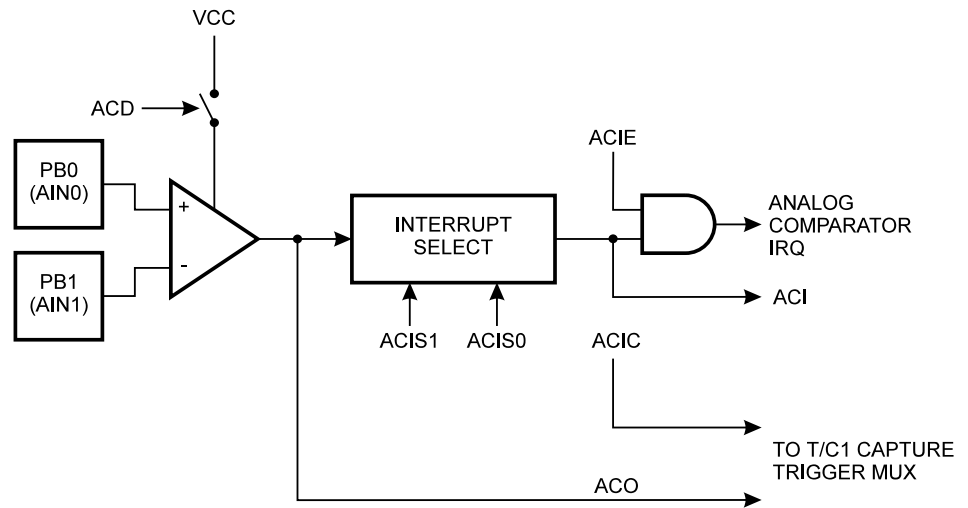 VCC
ACD
PB0
(AIN0)
+
-
PB1
(AIN1)
INTERRUPT
SELECT
ACIS1
ACIS0
ACIE
ANALOG
COMPARATOR
IRQ
ACI
ACIC
TO T/C1 CAPTURE
TRIGGER MUX
ACO